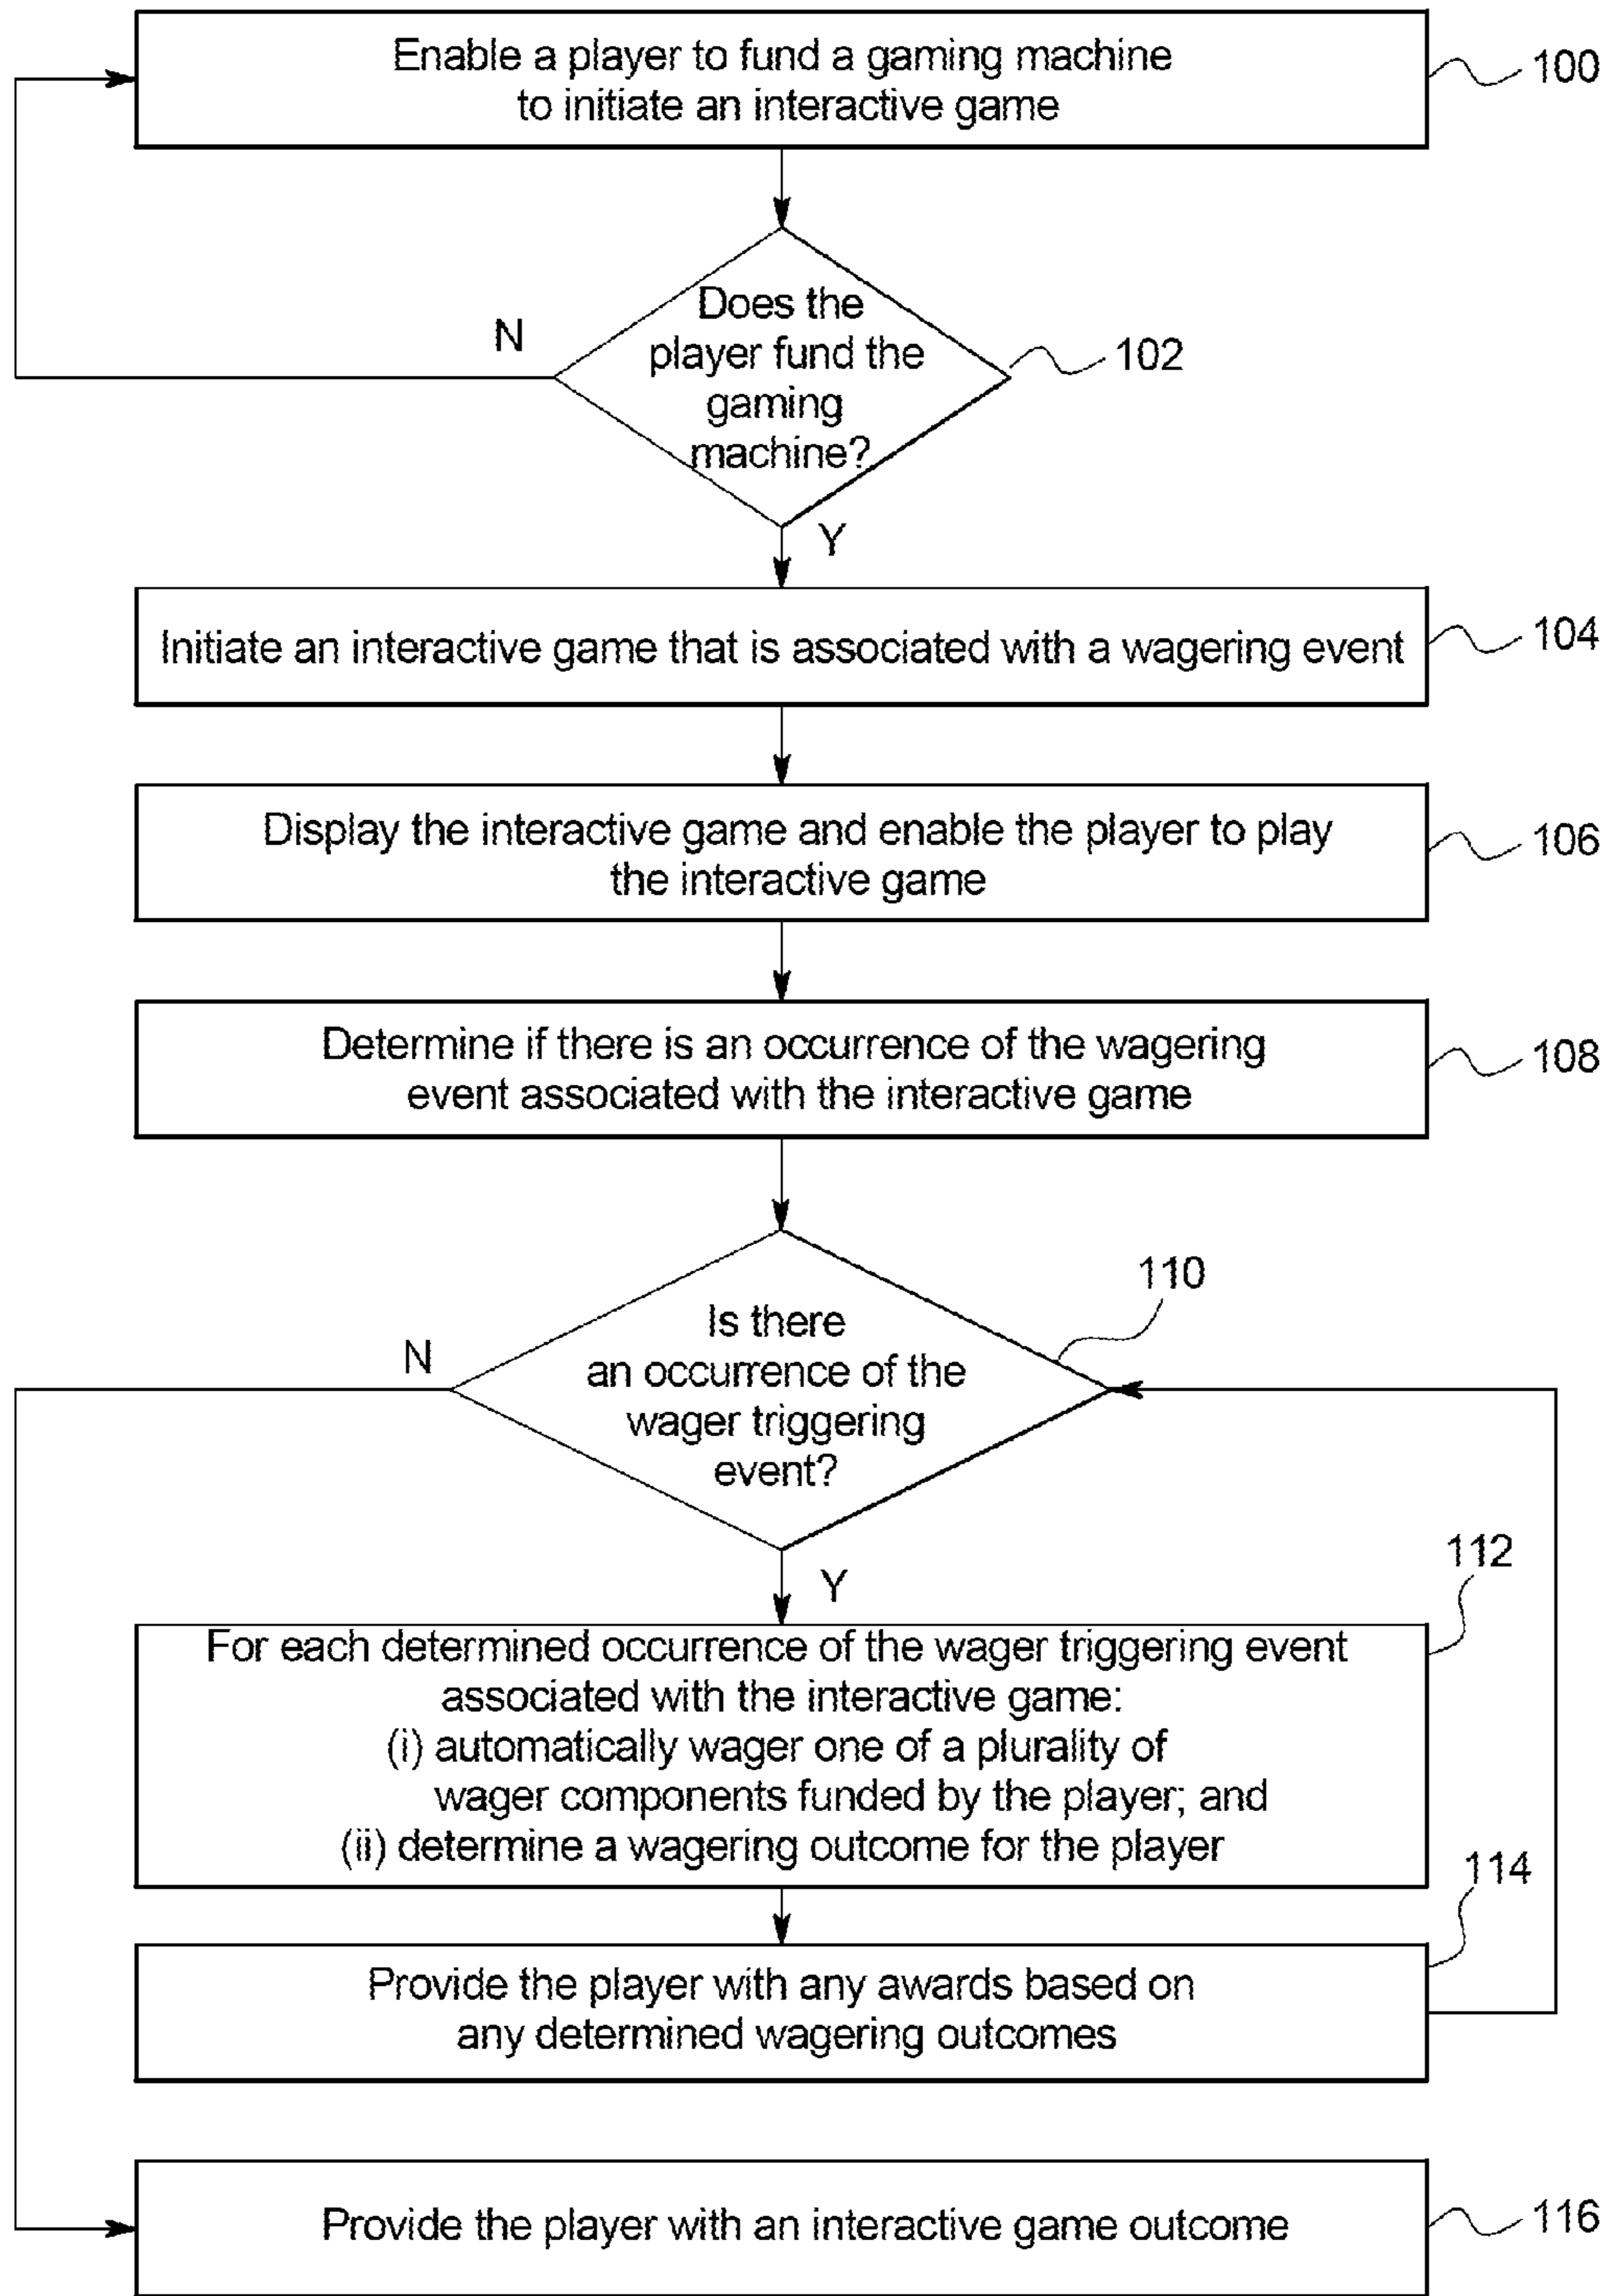 Enable a player to fund a gaming machine
to initiate an interactive game
100
Does the
player fund the
gaming
machine?
N
102
Y
Initiate an interactive game that is associated with a wagering event
104
Display the interactive game and enable the player to play
the interactive game
106
Determine if there is an occurrence of the wagering
event associated with the interactive game
108
110
Is there
an occurrence of the
wager triggering
event?
N
Y
112
For each determined occurrence of the wager triggering event
associated with the interactive game:
(i) automatically wager one of a plurality of
wager components funded by the player; and
(ii) determine a wagering outcome for the player
114
Provide the player with any awards based on
any determined wagering outcomes
Provide the player with an interactive game outcome
116